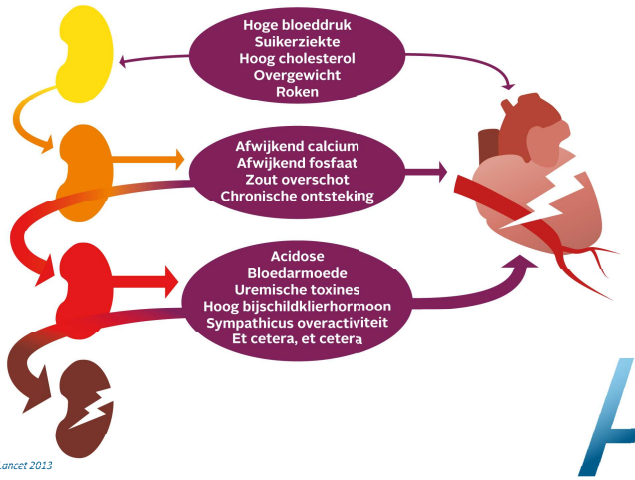 Hoge bloeddruk
Suikerziekte
Hoog cholesterol
Overgewicht
Roken
Afwijkend calcium
Afwijkend fosfaat
Zout overschot
Chronische ontsteking
Acidose
Bloedarmoede
Uremische toxines
Hoog bijschildklierhormoon
Sympathicus overactiviteit
Et cetera, et cetera
Lancet 2013